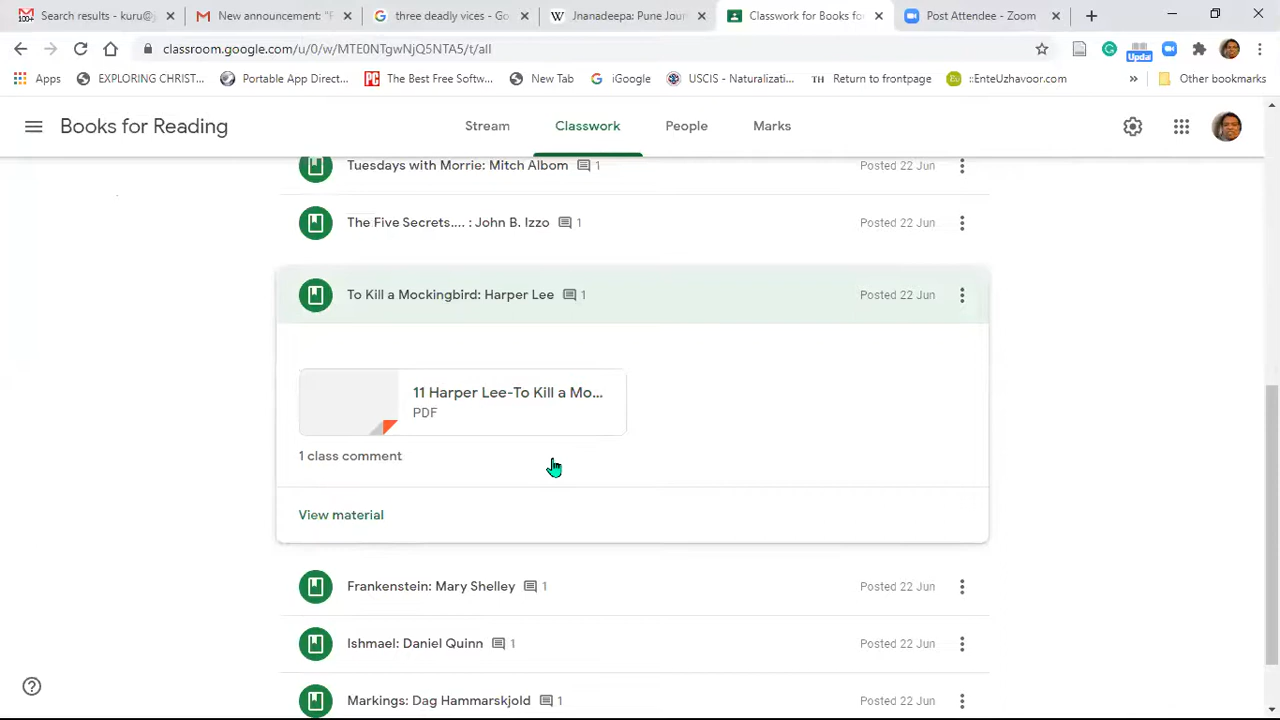 100+ Search results - kuru@g
New announcement: "F
three deadly vices - Go
Jhanadeepa: Pune Jour
Classwork for Books fo
Post Attendee - Zoom
classroom.google.com/u/0/w/MTE0NTgwNjQ5NTA5/t/all
Upda
Apps
EXPLORING CHRIST...
Portable App Direct...
PC The Best Free Softw...
New Tab
iGoogle
USCIS - Naturalizati...
TH Return to frontpage
::EnteUzhavoor.com
»
Other bookmarks
Books for Reading
Stream
Classwork
People
Marks
Tuesdays with Morrie: Mitch Albom 1 Posted 22 Jun
The Five Secrets.... : John B. Izzo 1 Posted 22 Jun
To Kill a Mockingbird: Harper Lee 1 Posted 22 Jun
11 Harper Lee-To Kill a Mo...
PDF
1 class comment
View material
Frankenstein: Mary Shelley 1 Posted 22 Jun
Ishmael: Daniel Quinn 1 Posted 22 Jun
Markings: Dag Hammarskjold 1 Posted 22 Jun